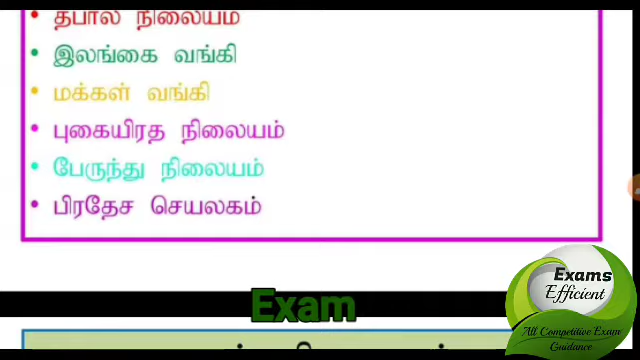 தபால் நிலையம்
• இலங்கை வங்கி
• மக்கள் வங்கி
• புகையிரத நிலையம்
• பேருந்து நிலையம்
• பிரதேச செயலகம்
Exam
Exams
Efficient
All Competitive Exam
Guidance